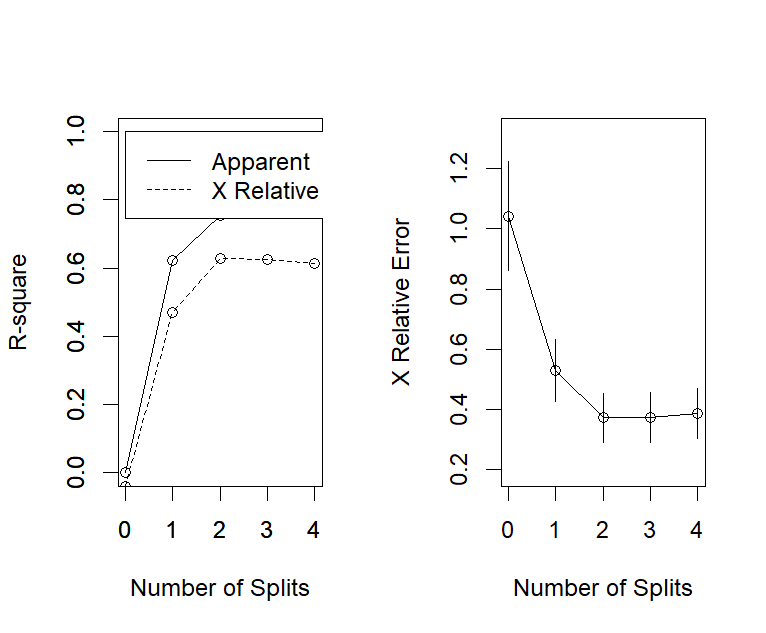 R-square
1.0
0.8
0.6
0.4
0.2
0.0
Apparent
X Relative
0 1 2 3 4
Number of Splits
X Relative Error
1.2
1.0
0.8
0.6
0.4
0.2
0 1 2 3 4
Number of Splits